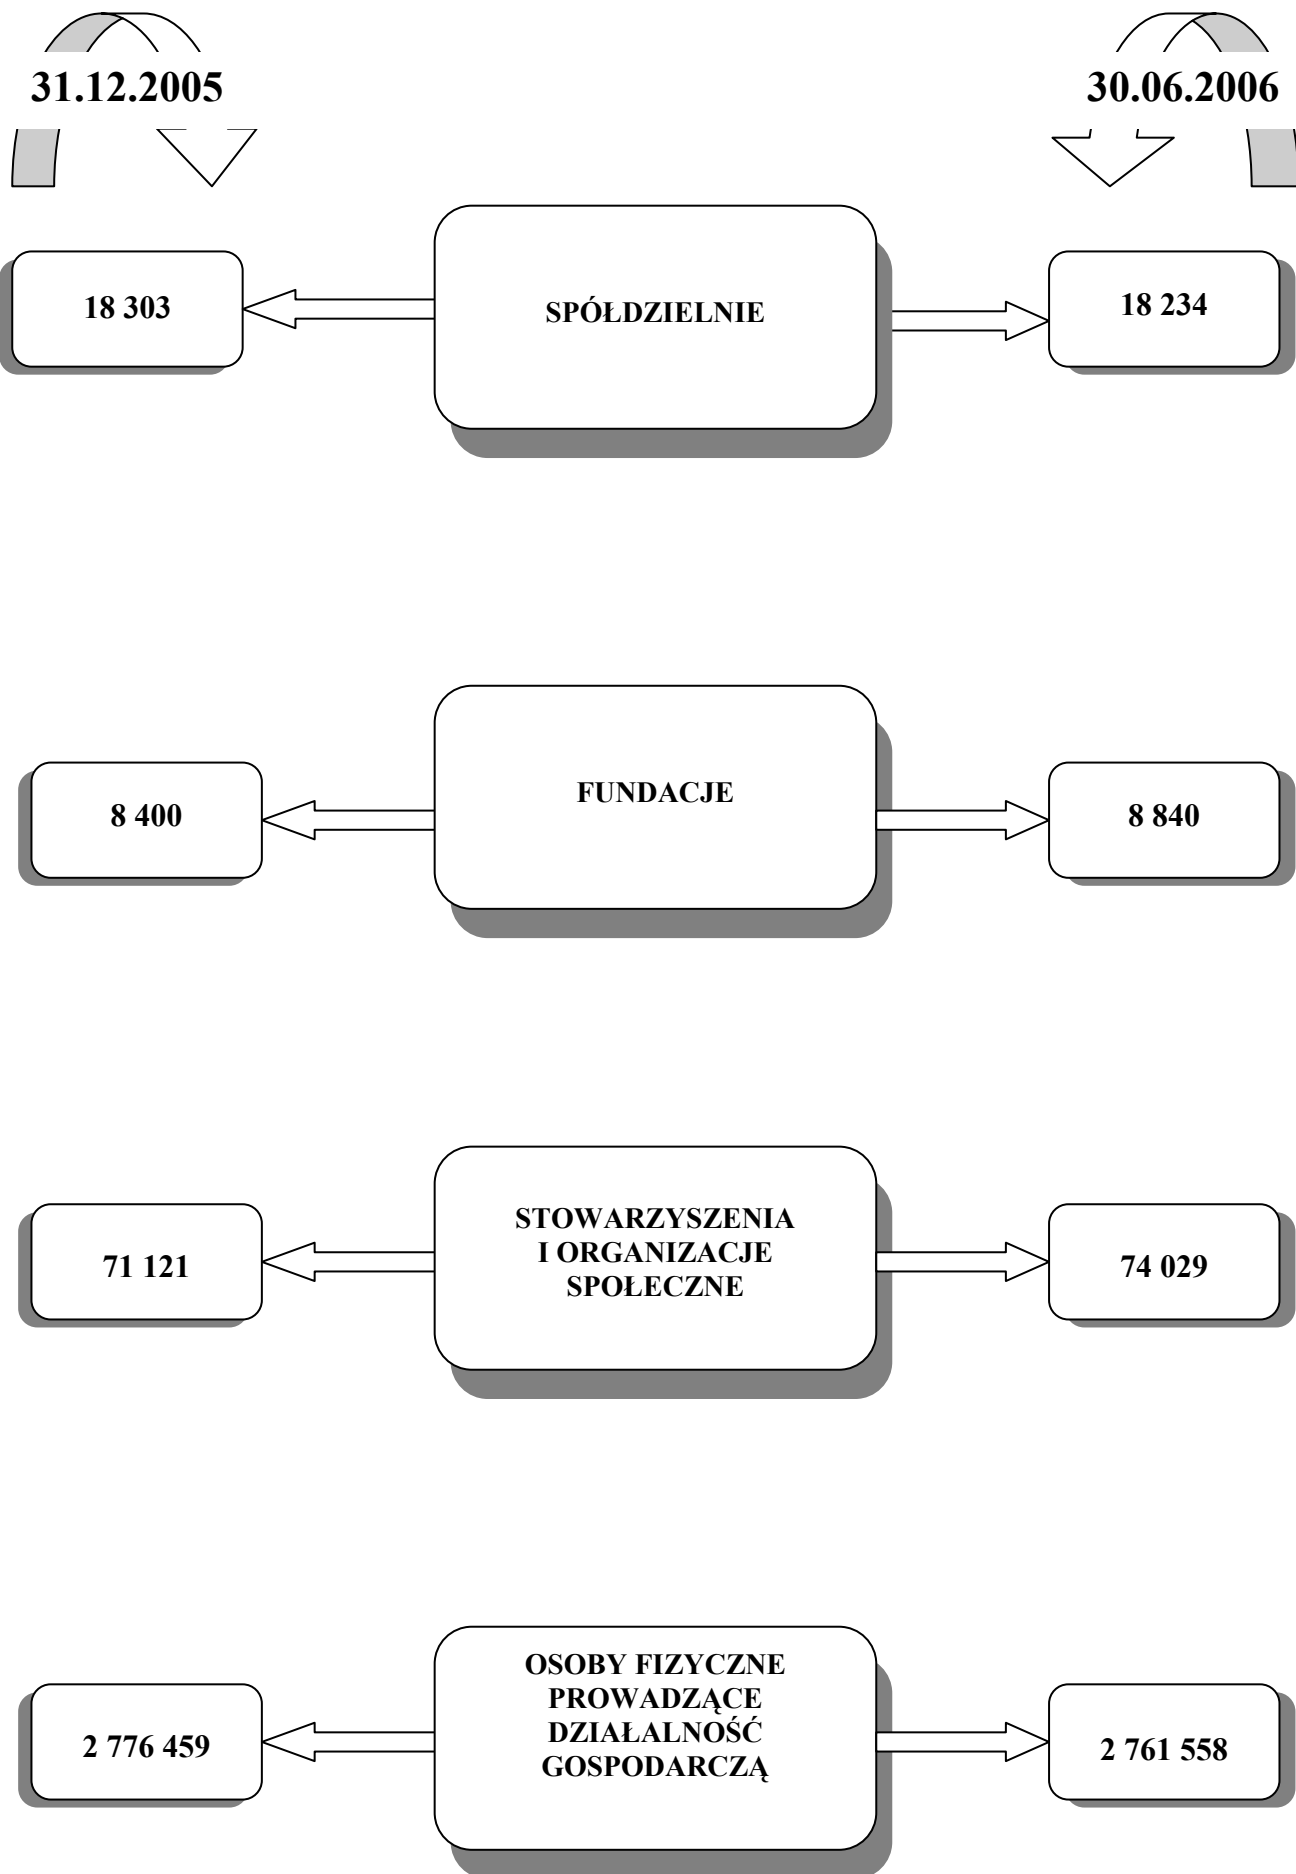 31.12.2005
30.06.2006
18 303
SPÓŁDZIELNIE
18 234
8 400
FUNDACJE
8 840
71 121
STOWARZYSZENIA
I ORGANIZACJE
SPOŁECZNE
74 029
2 776 459
OSOBY FIZYCZNE
PROWADZĄCE
DZIAŁALNOŚĆ
GOSPODARCZĄ
2 761 558